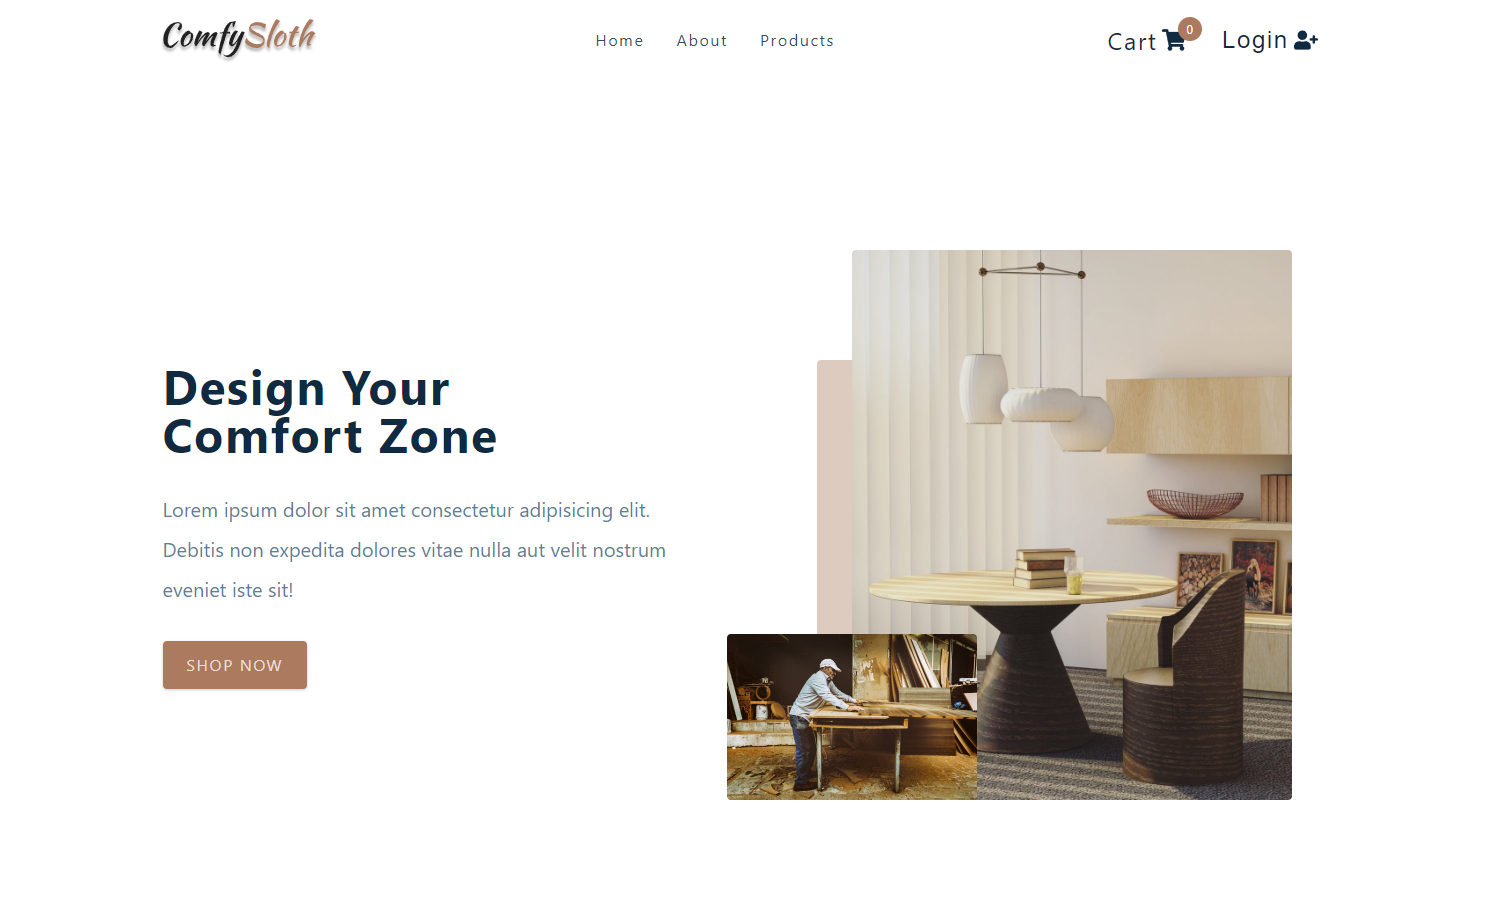 ComfySloth
Home About Products
Cart 0 Login
Design Your
Comfort Zone
Lorem ipsum dolor sit amet consectetur adipisicing elit.
Debitis non expedita dolores vitae nulla aut velit nostrum
eveniet iste sit!
SHOP NOW